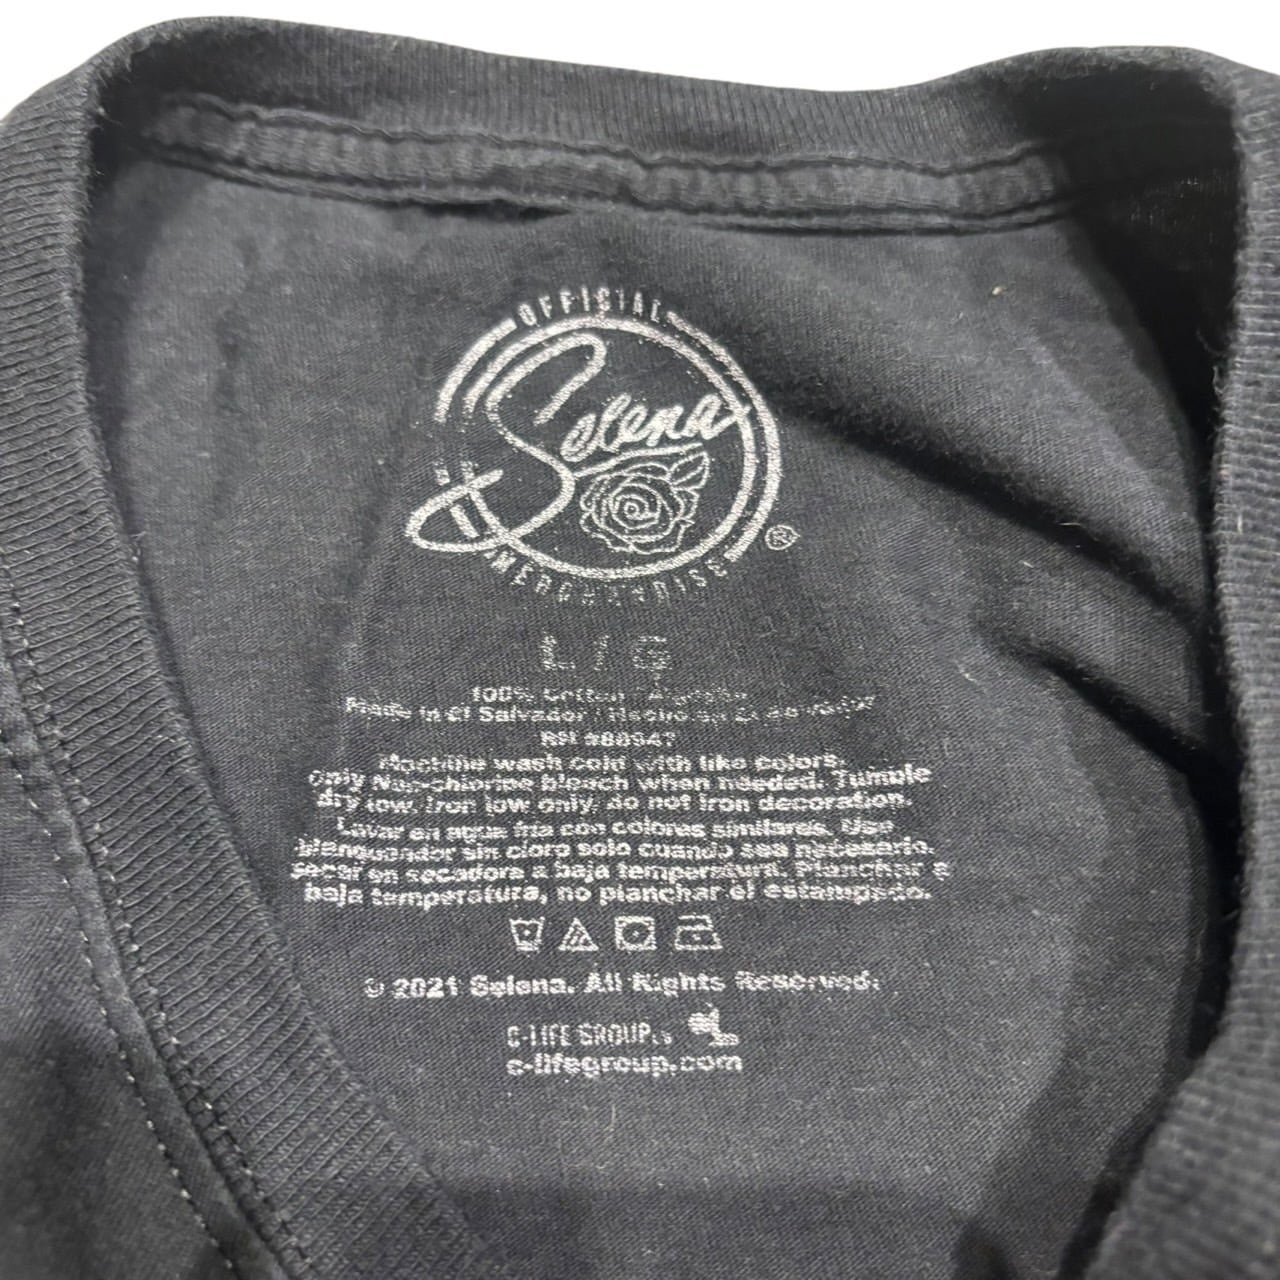 OFFICIAL
Selena
MERCHANDISE
®
L / G
100% Cotton / Algodón
Made in El Salvador / Hecho en El Salvador
RN #88947
Machine wash cold with like colors.
only Non-chlorine bleach when needed. Tumble
dry low. Iron low only, do not iron decoration.
Lavar en agua fria con colores similares. Use
blanqueador sin cloro solo cuando sea necesario.
secar en secadora a baja temperatura. Planchar a
baja temperatura, no planchar el estampado.
© 2021 Selena. All Rights Reserved.
C-LIFE GROUP
c-lifegroup.com